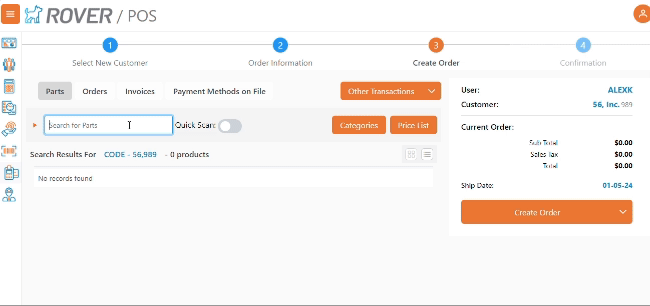 ROVER / POS
1 2 3 4
Select New Customer Order Information Create Order Confirmation
Parts Orders Invoices Payment Methods on File Other Transactions
Search for Parts Quick Scan: Categories Price List
Search Results For CODE - 56,989 - 0 products
No records found
User: ALEXK
Customer: 56, Inc. 989
Current Order:
Sub Total $0.00
Sales Tax $0.00
Total $0.00
Ship Date: 01-05-24
Create Order